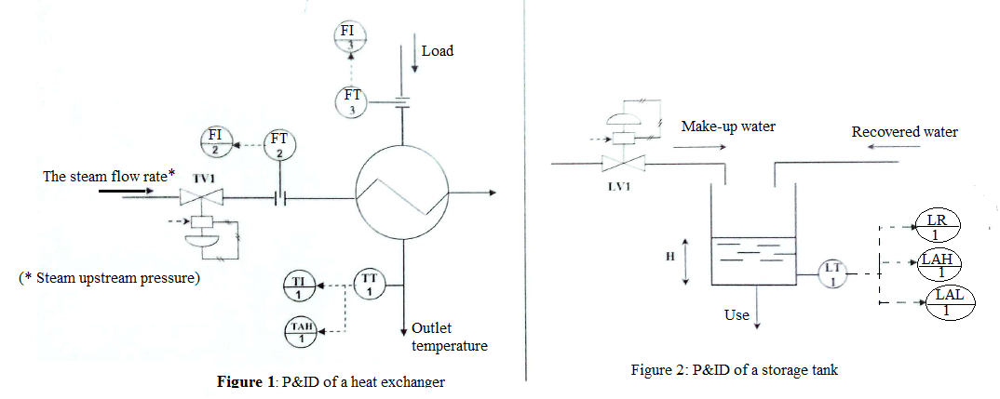 FI
3
Load
FT
3
FI
2
FT
2
The steam flow rate*
TV1
(* Steam upstream pressure)
TI
1
TT
1
TAH
1
Outlet
temperature
Figure 1: P&ID of a heat exchanger
Make-up water
Recovered water
LV1
H
LT
1
LR
1
LAH
1
LAL
1
Use
Figure 2: P&ID of a storage tank